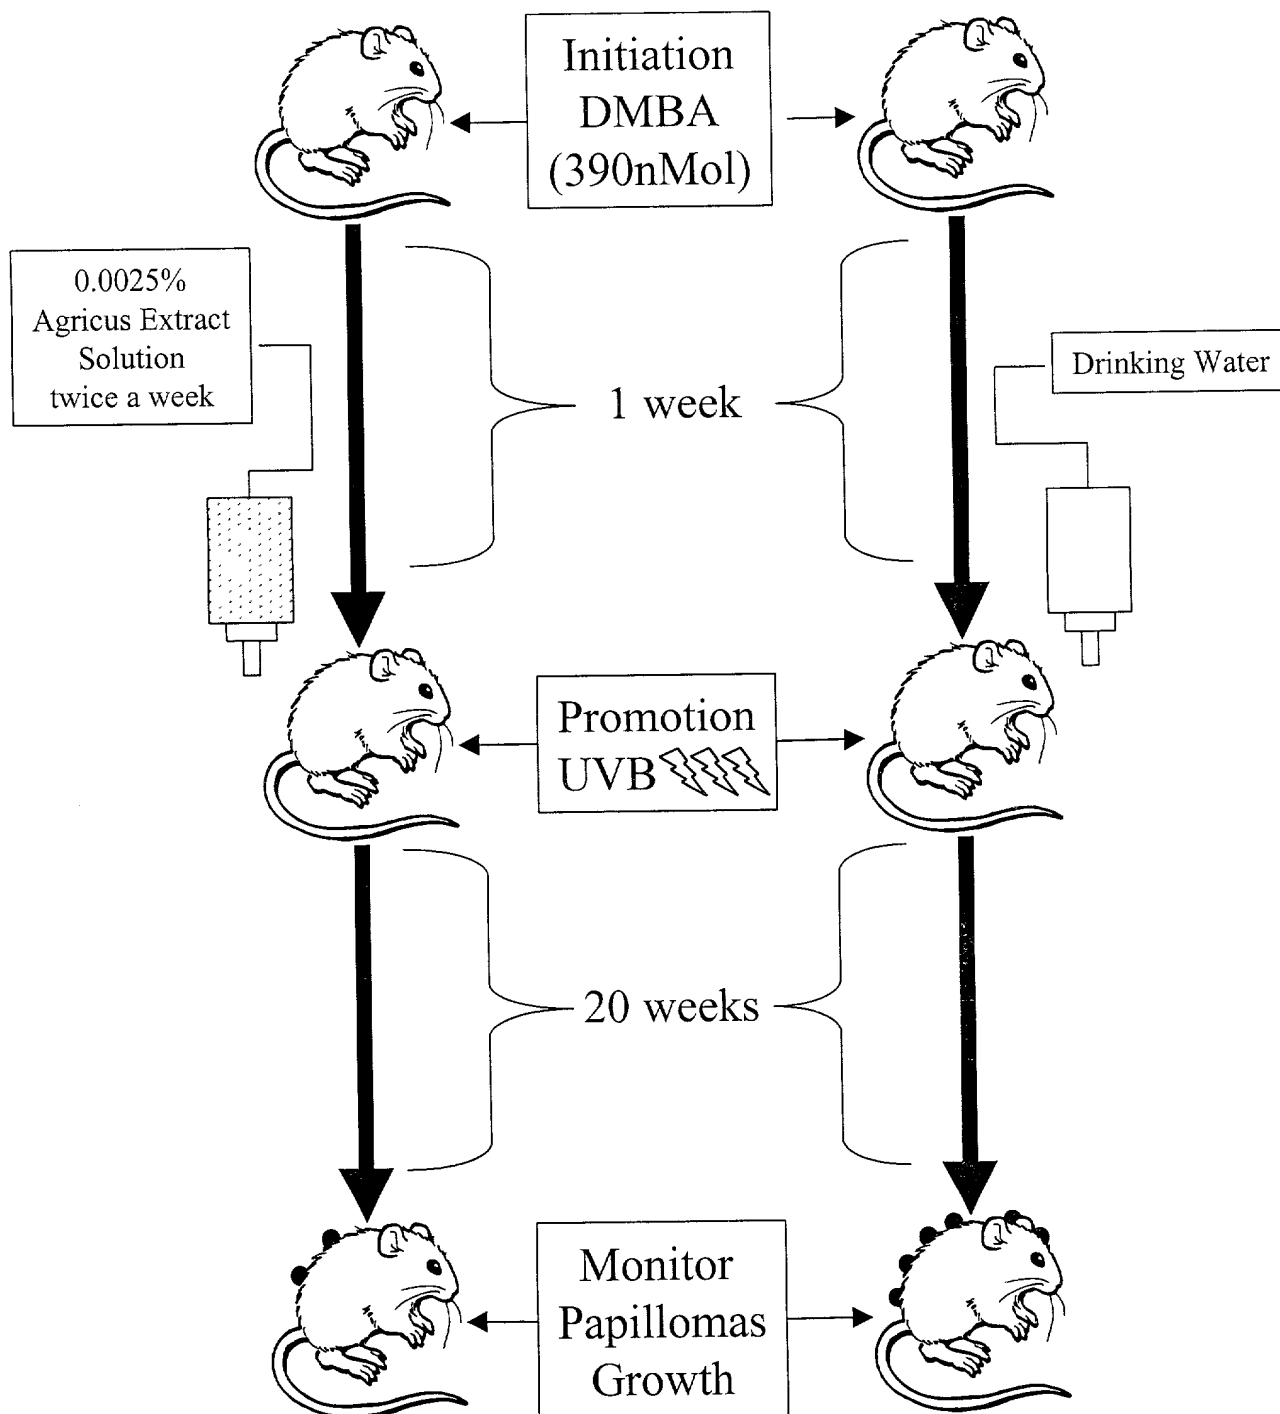 Initiation
DMBA
(390nMol)
0.0025%
Agricus Extract
Solution
twice a week
1 week
Drinking Water
Promotion
UVB
20 weeks
Monitor
Papillomas
Growth